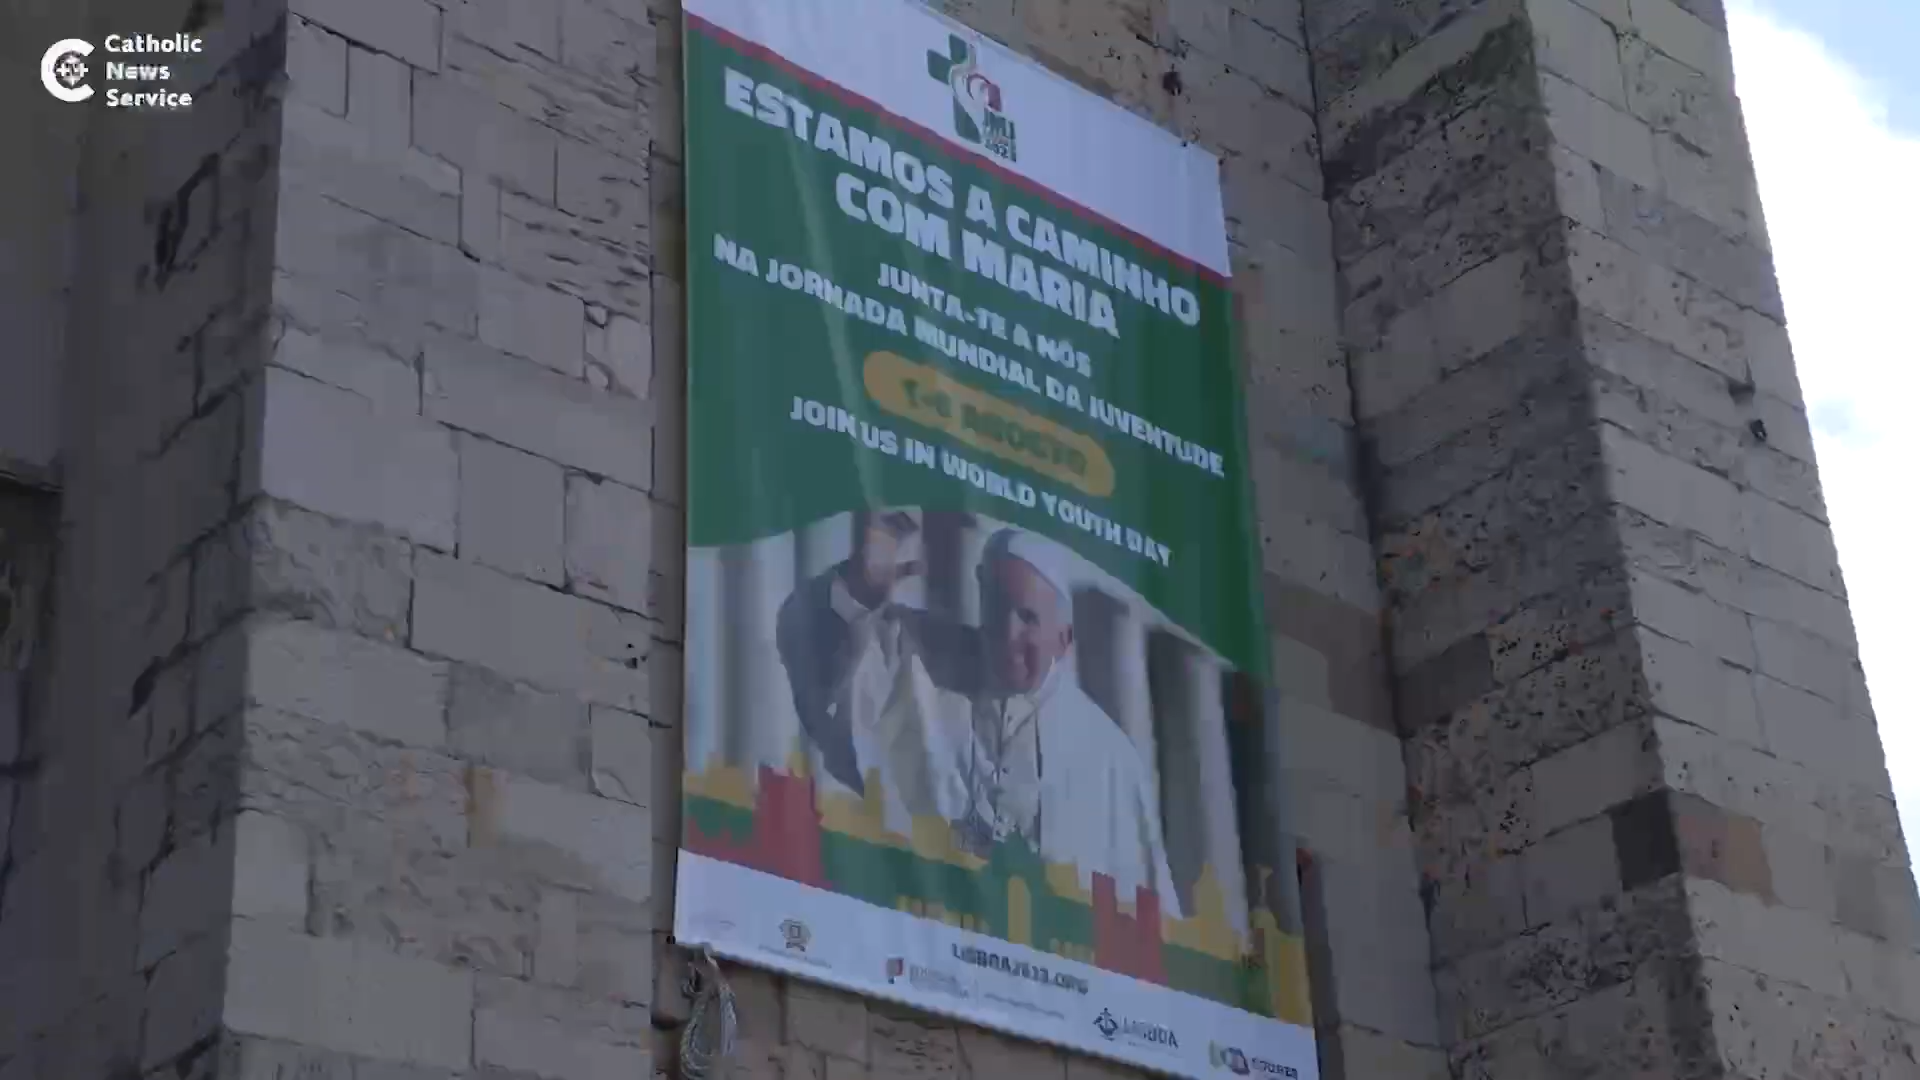 Catholic
News
Service
JMJ
ESTAMOS A CAMINHO
COM MARIA
JUNTA-TE A NÓS
NA JORNADA MUNDIAL DA JUVENTUDE
1-6 AGOSTO
JOIN US IN WORLD YOUTH DAY
LISBOA2023.ORG
LISBOA